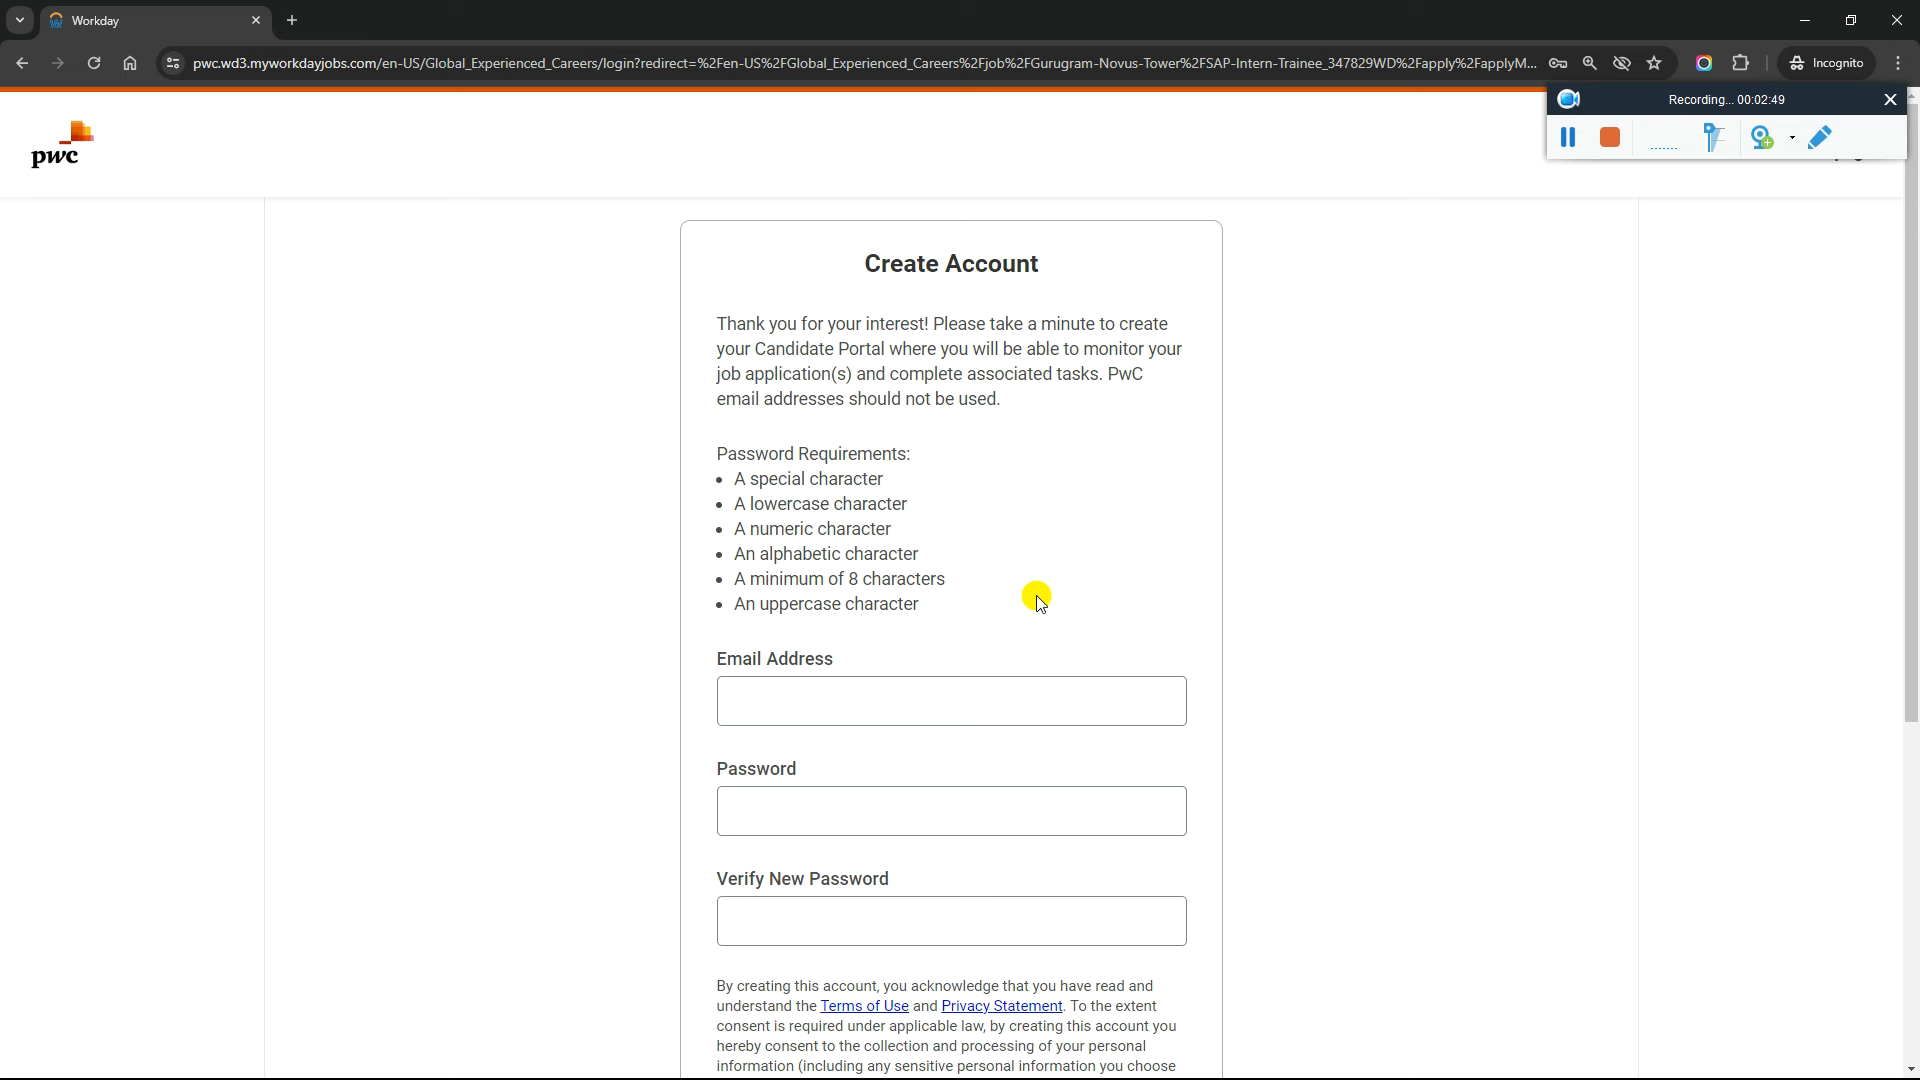 Workday
pwc.wd3.myworkdayjobs.com/en-US/Global_Experienced_Careers/login?redirect=%2Fen-US%2FGlobal_Experienced_Careers%2Fjob%2FGurugram-Novus-Tower%2FSAP-Intern-Trainee_347829WD%2Fapply%2FapplyM...
Incognito
Recording... 00:02:49
pwc
Create Account
Thank you for your interest! Please take a minute to create
your Candidate Portal where you will be able to monitor your
job application(s) and complete associated tasks. PwC
email addresses should not be used.
Password Requirements:
• A special character
• A lowercase character
• A numeric character
• An alphabetic character
• A minimum of 8 characters
• An uppercase character
Email Address
Password
Verify New Password
By creating this account, you acknowledge that you have read and
understand the Terms of Use and Privacy Statement. To the extent
consent is required under applicable law, by creating this account you
hereby consent to the collection and processing of your personal
information (including any sensitive personal information you choose